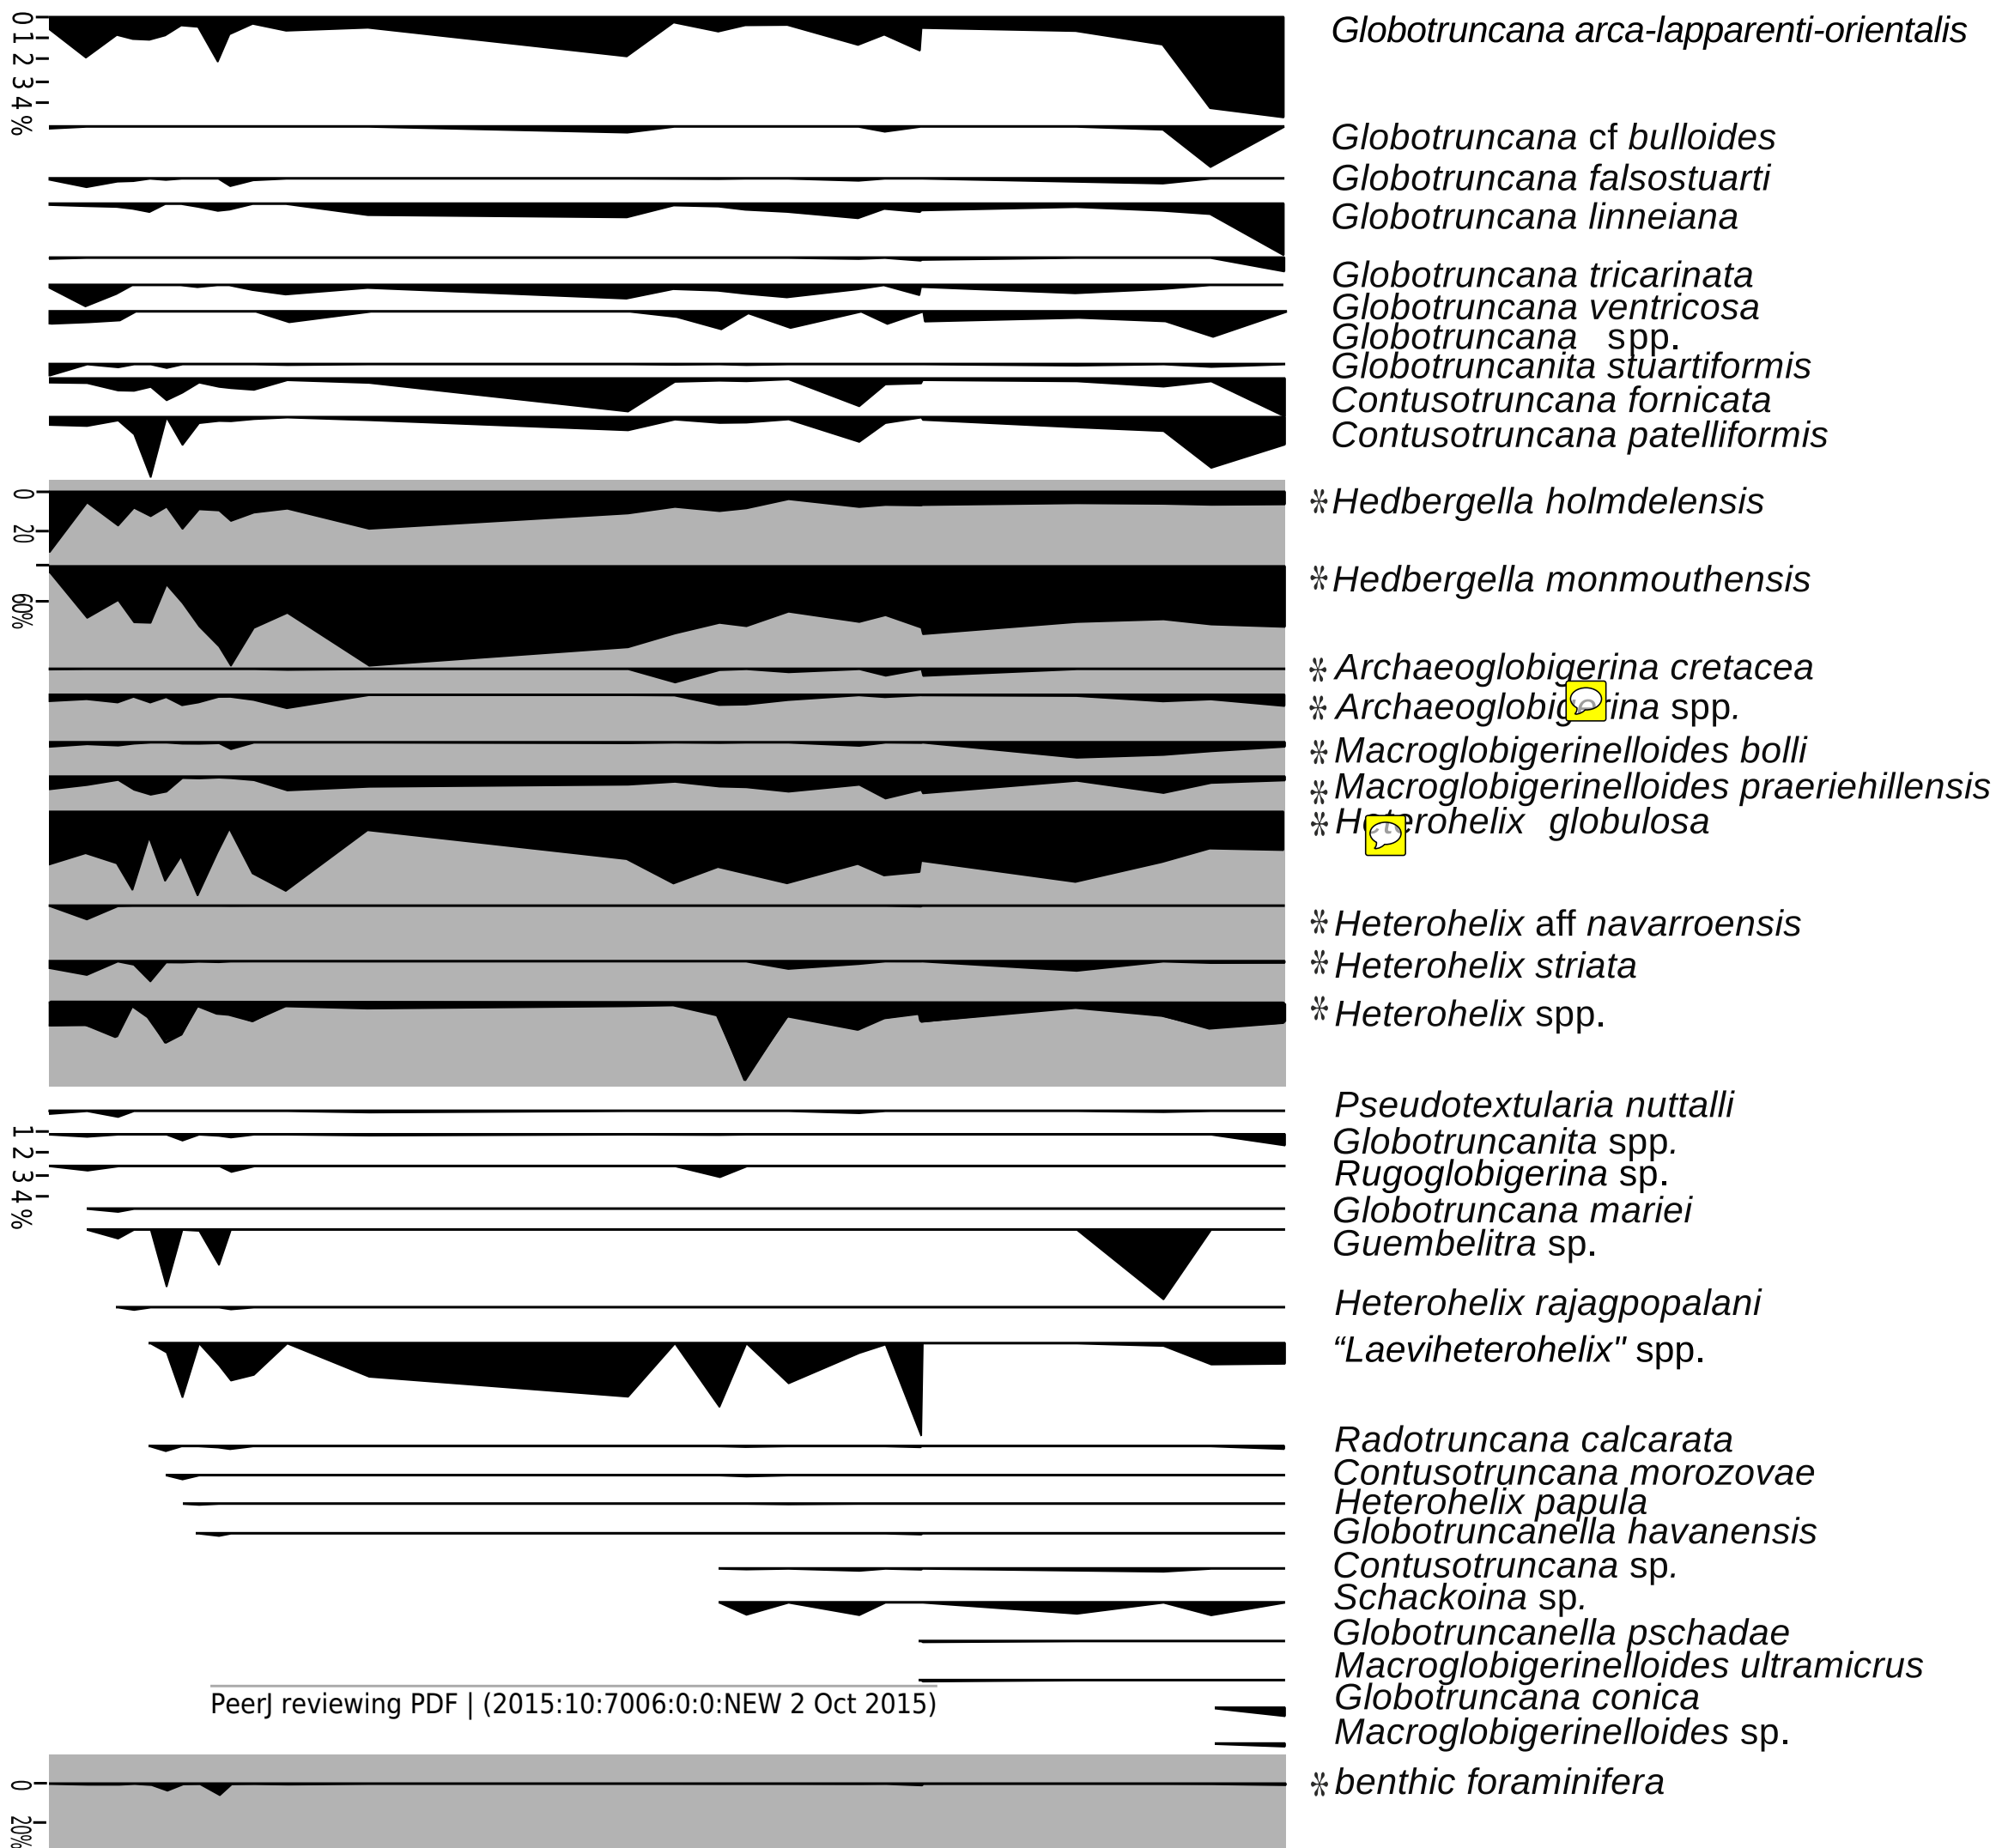 0 1 2 3 4 %
Globotruncana arca-lapparenti-orientalis
Globotruncana cf bulloides
Globotruncana falsostuarti
Globotruncana linneiana
Globotruncana tricarinata
Globotruncana ventricosa
Globotruncana spp.
Globotruncanita stuartiformis
Contusotruncana fornicata
Contusotruncana patelliformis
0 20 60%
*Hedbergella holmdelensis
*Hedbergella monmouthensis
*Archaeoglobigerina cretacea
*Archaeoglobigerina spp.
*Macroglobigerinelloides bolli
*Macroglobigerinelloides praeriehillensis
*Heterohelix globulosa
*Heterohelix aff navarroensis
*Heterohelix striata
*Heterohelix spp.
1 2 3 4 %
Pseudotextularia nuttalli
Globotruncanita spp.
Rugoglobigerina sp.
Globotruncana mariei
Guembelitra sp.
Heterohelix rajagpopalani
“Laeviheterohelix" spp.
Radotruncana calcarata
Contusotruncana morozovae
Heterohelix papula
Globotruncanella havanensis
Contusotruncana sp.
Schackoina sp.
Globotruncanella pschadae
Macroglobigerinelloides ultramicrus
Globotruncana conica
Macroglobigerinelloides sp.
PeerJ reviewing PDF | (2015:10:7006:0:0:NEW 2 Oct 2015)
0 20%
*benthic foraminifera